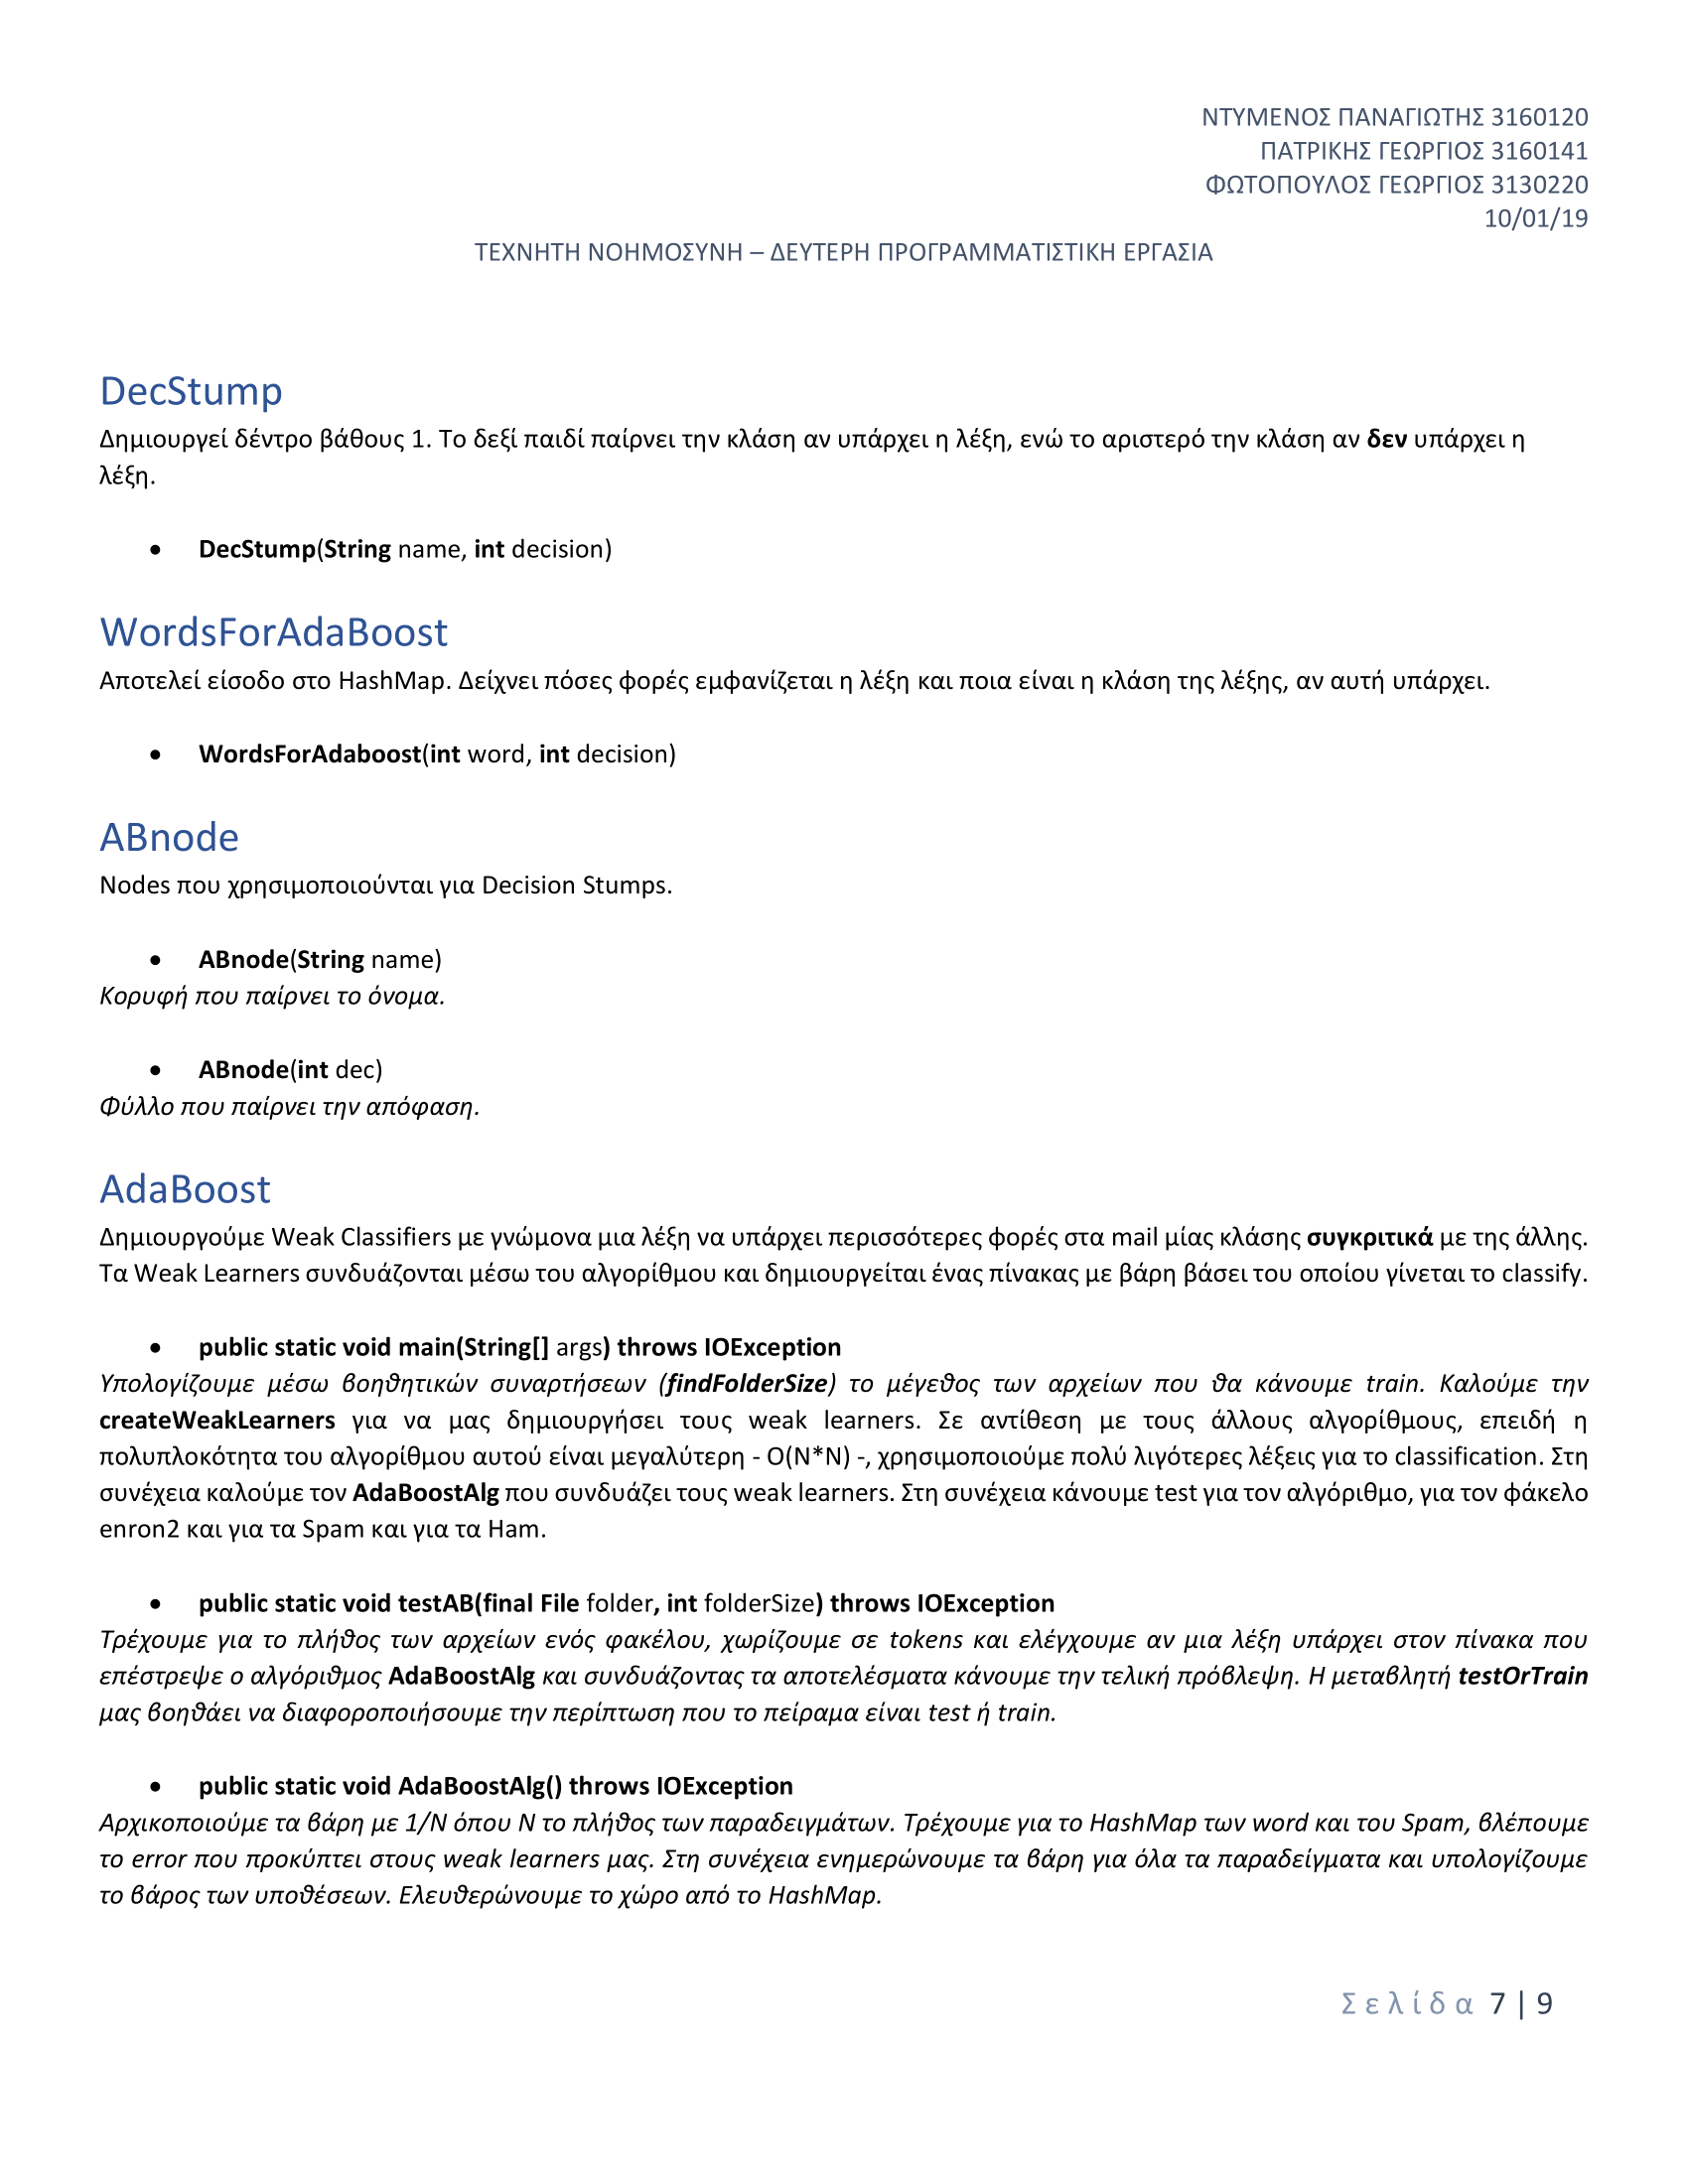 ΝΤΥΜΕΝΟΣ ΠΑΝΑΓΙΩΤΗΣ 3160120
ΠΑΤΡΙΚΗΣ ΓΕΩΡΓΙΟΣ 3160141
ΦΩΤΟΠΟΥΛΟΣ ΓΕΩΡΓΙΟΣ 3130220
10/01/19
ΤΕΧΝΗΤΗ ΝΟΗΜΟΣΥΝΗ – ΔΕΥΤΕΡΗ ΠΡΟΓΡΑΜΜΑΤΙΣΤΙΚΗ ΕΡΓΑΣΙΑ
DecStump
Δημιουργεί δέντρο βάθους 1. Το δεξί παιδί παίρνει την κλάση αν υπάρχει η λέξη, ενώ το αριστερό την κλάση αν δεν υπάρχει η
λέξη.
• DecStump(String name, int decision)
WordsForAdaBoost
Αποτελεί είσοδο στο HashMap. Δείχνει πόσες φορές εμφανίζεται η λέξη και ποια είναι η κλάση της λέξης, αν αυτή υπάρχει.
• WordsForAdaboost(int word, int decision)
ABnode
Nodes που χρησιμοποιούνται για Decision Stumps.
• ABnode(String name)
Κορυφή που παίρνει το όνομα.
• ABnode(int dec)
Φύλλο που παίρνει την απόφαση.
AdaBoost
Δημιουργούμε Weak Classifiers με γνώμονα μια λέξη να υπάρχει περισσότερες φορές στα mail μίας κλάσης συγκριτικά με της άλλης.
Τα Weak Learners συνδυάζονται μέσω του αλγορίθμου και δημιουργείται ένας πίνακας με βάρη βάσει του οποίου γίνεται το classify.
• public static void main(String[] args) throws IOException
Υπολογίζουμε μέσω βοηθητικών συναρτήσεων (findFolderSize) το μέγεθος των αρχείων που θα κάνουμε train. Καλούμε την
createWeakLearners για να μας δημιουργήσει τους weak learners. Σε αντίθεση με τους άλλους αλγορίθμους, επειδή η
πολυπλοκότητα του αλγορίθμου αυτού είναι μεγαλύτερη - O(N*N) -, χρησιμοποιούμε πολύ λιγότερες λέξεις για το classification. Στη
συνέχεια καλούμε τον AdaBoostAlg που συνδυάζει τους weak learners. Στη συνέχεια κάνουμε test για τον αλγόριθμο, για τον φάκελο
enron2 και για τα Spam και για τα Ham.
• public static void testAB(final File folder, int folderSize) throws IOException
Τρέχουμε για το πλήθος των αρχείων ενός φακέλου, χωρίζουμε σε tokens και ελέγχουμε αν μια λέξη υπάρχει στον πίνακα που
επέστρεψε ο αλγόριθμος AdaBoostAlg και συνδυάζοντας τα αποτελέσματα κάνουμε την τελική πρόβλεψη. Η μεταβλητή testOrTrain
μας βοηθάει να διαφοροποιήσουμε την περίπτωση που το πείραμα είναι test ή train.
• public static void AdaBoostAlg() throws IOException
Αρχικοποιούμε τα βάρη με 1/N όπου N το πλήθος των παραδειγμάτων. Τρέχουμε για το HashMap των word και του Spam, βλέπουμε
το error που προκύπτει στους weak learners μας. Στη συνέχεια ενημερώνουμε τα βάρη για όλα τα παραδείγματα και υπολογίζουμε
το βάρος των υποθέσεων. Ελευθερώνουμε το χώρο από το HashMap.
Σελίδα 7 | 9